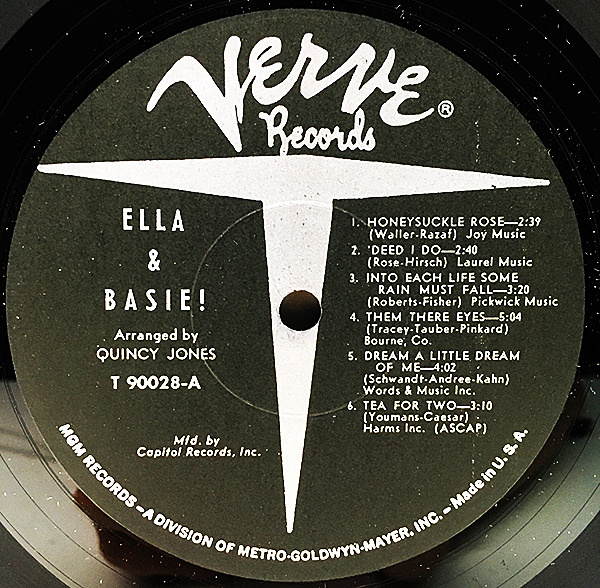 VERVE ®
Records
ELLA
&
BASIE!
Arranged by
QUINCY JONES
T 90028-A
Mfd. by
Capitol Records, Inc.
1. HONEYSUCKLE ROSE—2:39
(Waller-Razaf) Joy Music
2. 'DEED I DO—2:40
(Rose-Hirsch) Laurel Music
3. INTO EACH LIFE SOME
RAIN MUST FALL—3:20
(Roberts-Fisher) Pickwick Music
4. THEM THERE EYES—5:04
(Tracey-Tauber-Pinkard)
Bourne, Co.
5. DREAM A LITTLE DREAM
OF ME—4:02
(Schwandt-Andree-Kahn)
Words & Music Inc.
6. TEA FOR TWO—3:10
(Youmans-Caesar)
Harms Inc. (ASCAP)
MGM RECORDS – A DIVISION OF METRO-GOLDWYN-MAYER, INC. – Made in U. S. A.